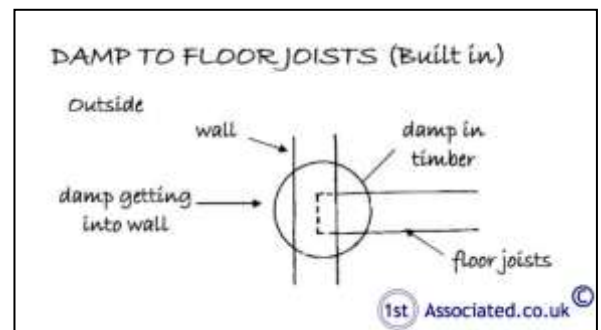 DAMP TO FLOOR JOISTS (Built in)
Outside
wall
damp in
timber
damp getting
into wall
floor joists
1st Associated.co.uk ©